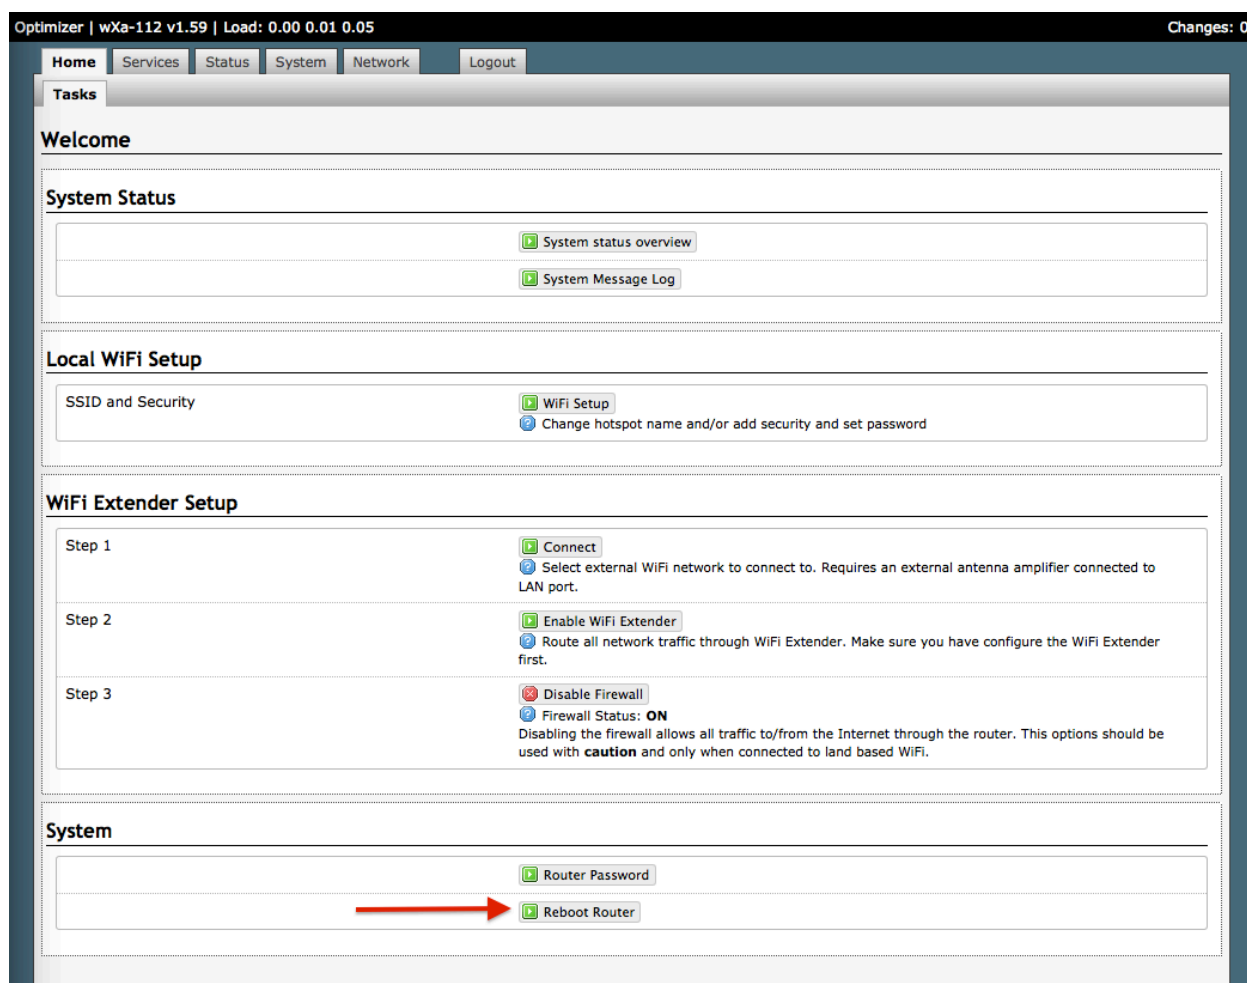 Optimizer | wXa-112 v1.59 | Load: 0.00 0.01 0.05 Changes: 0
Home Services Status System Network Logout
Tasks
Welcome
System Status
System status overview
System Message Log
Local WiFi Setup
SSID and Security WiFi Setup
Change hotspot name and/or add security and set password
WiFi Extender Setup
Step 1 Connect
Select external WiFi network to connect to. Requires an external antenna amplifier connected to
LAN port.
Step 2 Enable WiFi Extender
Route all network traffic through WiFi Extender. Make sure you have configure the WiFi Extender
first.
Step 3 Disable Firewall
Firewall Status: ON
Disabling the firewall allows all traffic to/from the Internet through the router. This options should be
used with caution and only when connected to land based WiFi.
System
Router Password
Reboot Router